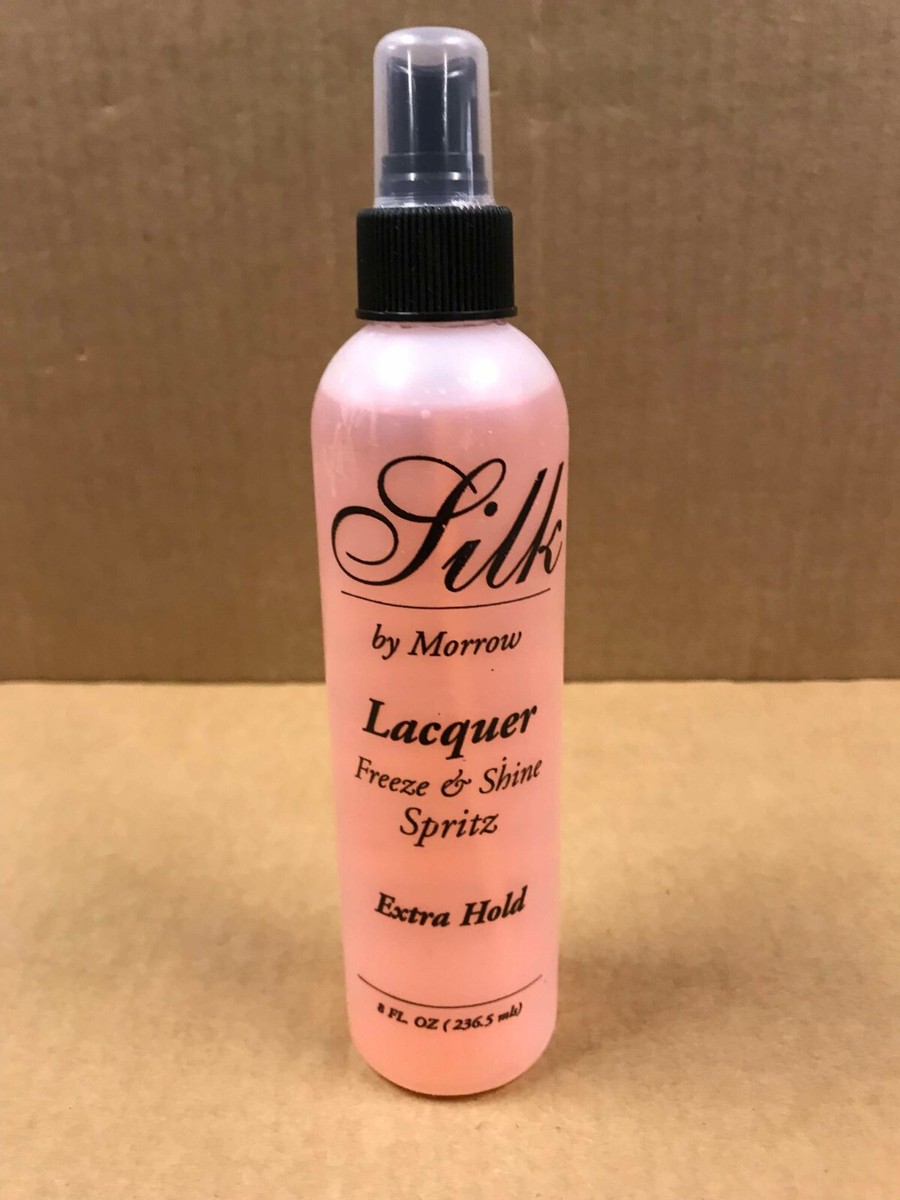 Silk
by Morrow
Lacquer
Freeze & Shine
Spritz
Extra Hold
8 FL. OZ ( 236.5 mls)